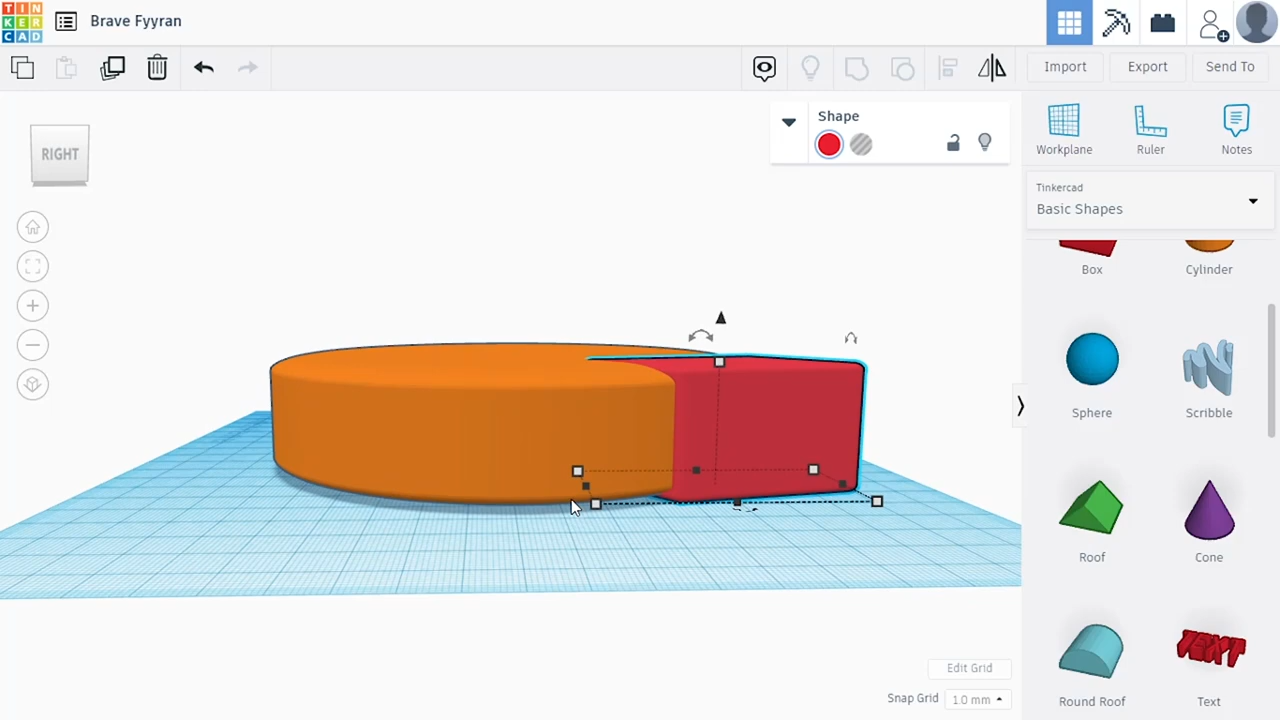 TIN
KER
CAD
Brave Fyyran
Import
Export
Send To
RIGHT
Shape
Workplane
Ruler
Notes
Tinkercad
Basic Shapes
Box
Cylinder
Sphere
Scribble
Roof
Cone
TEXT
Round Roof
Text
Edit Grid
Snap Grid
1.0 mm